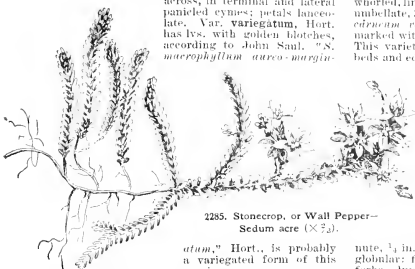 across, in terminal and lateral
panicled cymes: petals lanceo-
late. Var. variegàtum, Hort.
has lvs. with golden blotches,
according to John Saul. "S.
macrophyllum aureo-margin-
2285. Stonecrop, or Wall Pepper—
Sedum acre
atum," Hort., is probably
a variegated form of this
whorled,
umbellate,
marked wit
This variet
beds and e
nute, ¼ in.
globular: